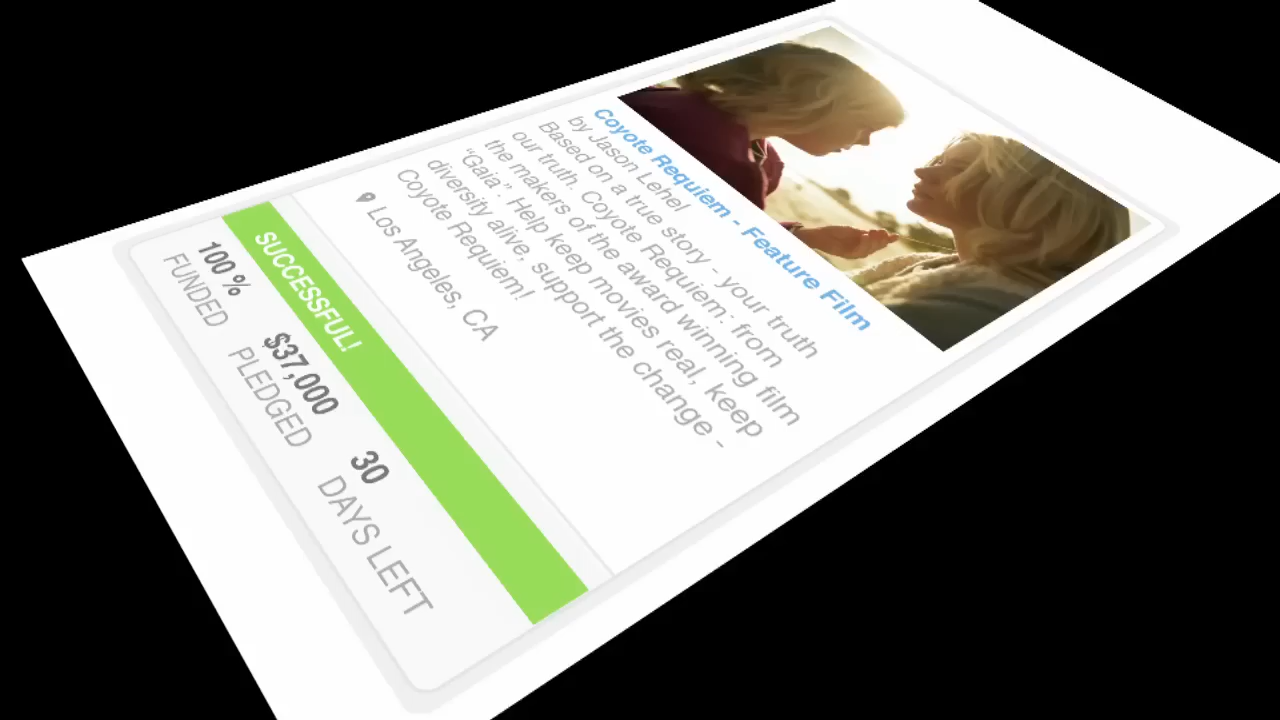 Coyote Requiem - Feature Film
by Jason Lehel
Based on a true story - your truth
our truth. Coyote Requiem: from
the makers of the award winning film
“Gaia”. Help keep movies real, keep
diversity alive, support the change -
Coyote Requiem!
Los Angeles, CA
SUCCESSFUL!
100%
FUNDED
$37,000
PLEDGED
30
DAYS LEFT